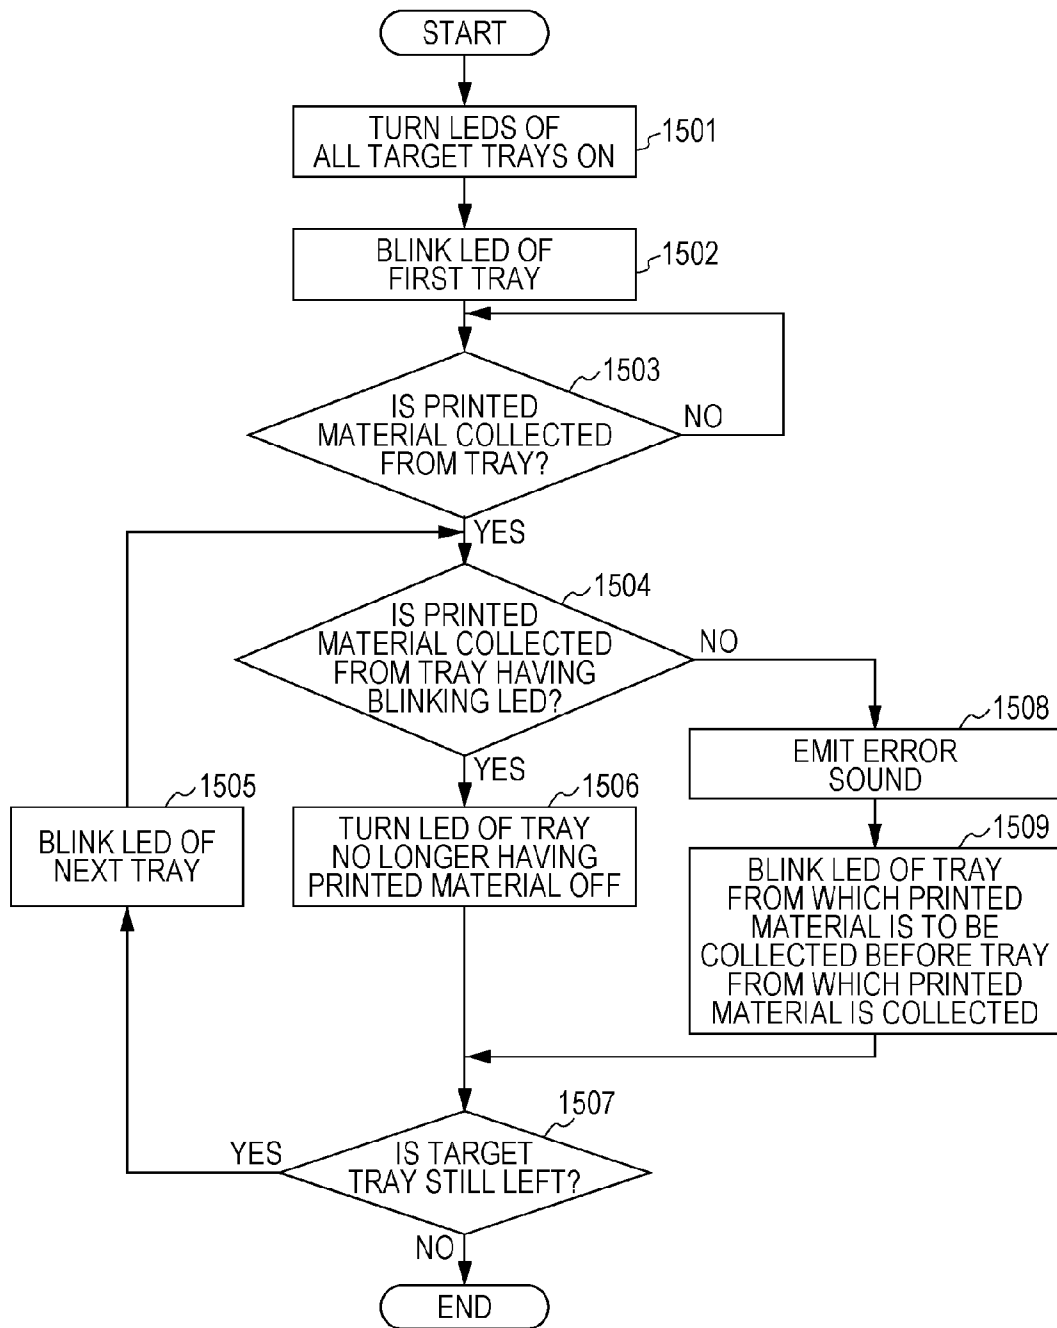 START
TURN LEDS OF
ALL TARGET TRAYS ON
1501
BLINK LED OF
FIRST TRAY
1502
1503
IS PRINTED
MATERIAL COLLECTED
FROM TRAY?
NO
YES
1504
IS PRINTED
MATERIAL COLLECTED
FROM TRAY HAVING
BLINKING LED?
NO
YES
1508
EMIT ERROR
SOUND
1505
BLINK LED OF
NEXT TRAY
1506
TURN LED OF TRAY
NO LONGER HAVING
PRINTED MATERIAL OFF
1509
BLINK LED OF TRAY
FROM WHICH PRINTED
MATERIAL IS TO BE
COLLECTED BEFORE TRAY
FROM WHICH PRINTED
MATERIAL IS COLLECTED
1507
YES
IS TARGET
TRAY STILL LEFT?
NO
END